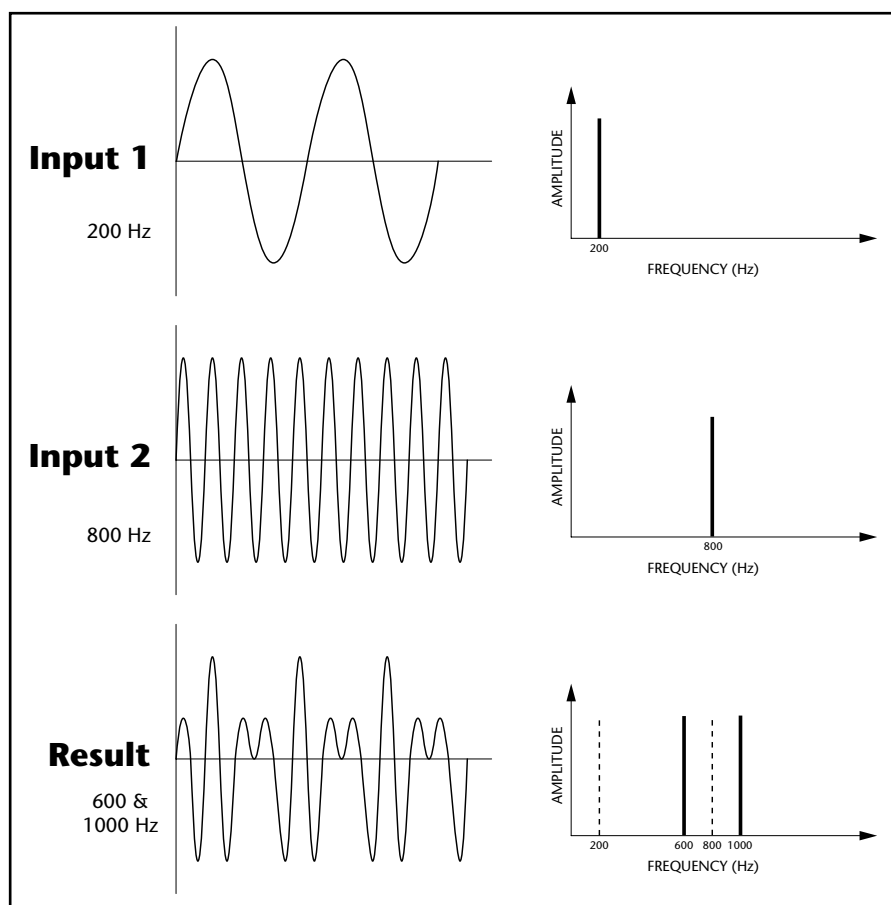 Input 1
200 Hz
AMPLITUDE
200
FREQUENCY (Hz)
Input 2
800 Hz
AMPLITUDE
800
FREQUENCY (Hz)
Result
600 &
1000 Hz
AMPLITUDE
200 600 800 1000
FREQUENCY (Hz)